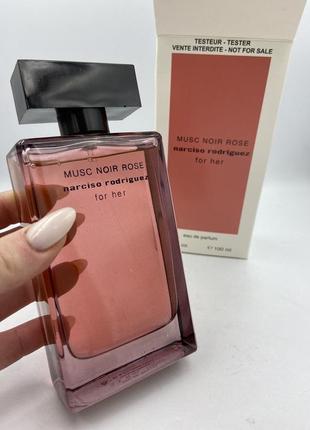 TESTEUR - TESTER
VENTE INTERDITE - NOT FOR SALE
MUSC NOIR ROSE
narciso rodriguez
for her
eau de parfum
℮ 100 ml
MUSC NOIR ROSE
narciso rodriguez
for her